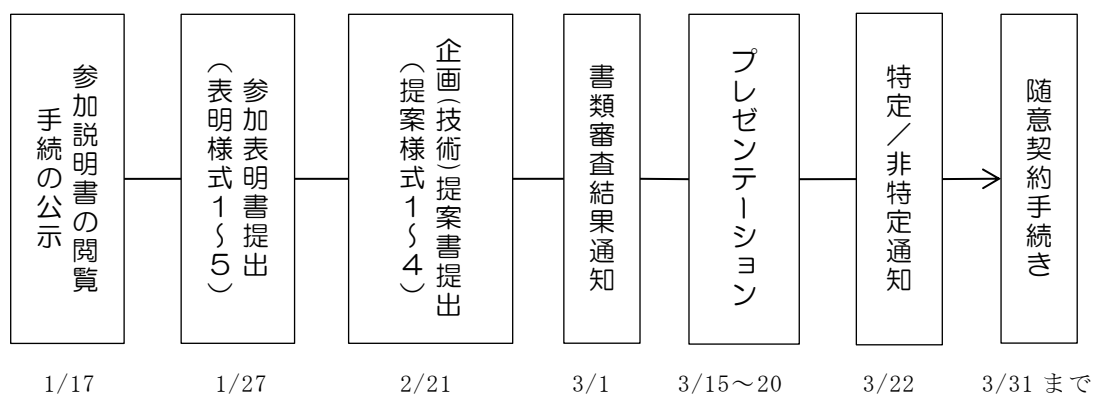 参加説明書の閲覧
手続の公示
参加表明書提出
（表明様式１～５）
企画（技術）提案書提出
（提案様式１～４）
書類審査結果通知
プレゼンテーション
特定／非特定通知
随意契約手続き
1/17
1/27
2/21
3/1
3/15～20
3/22
3/31 まで